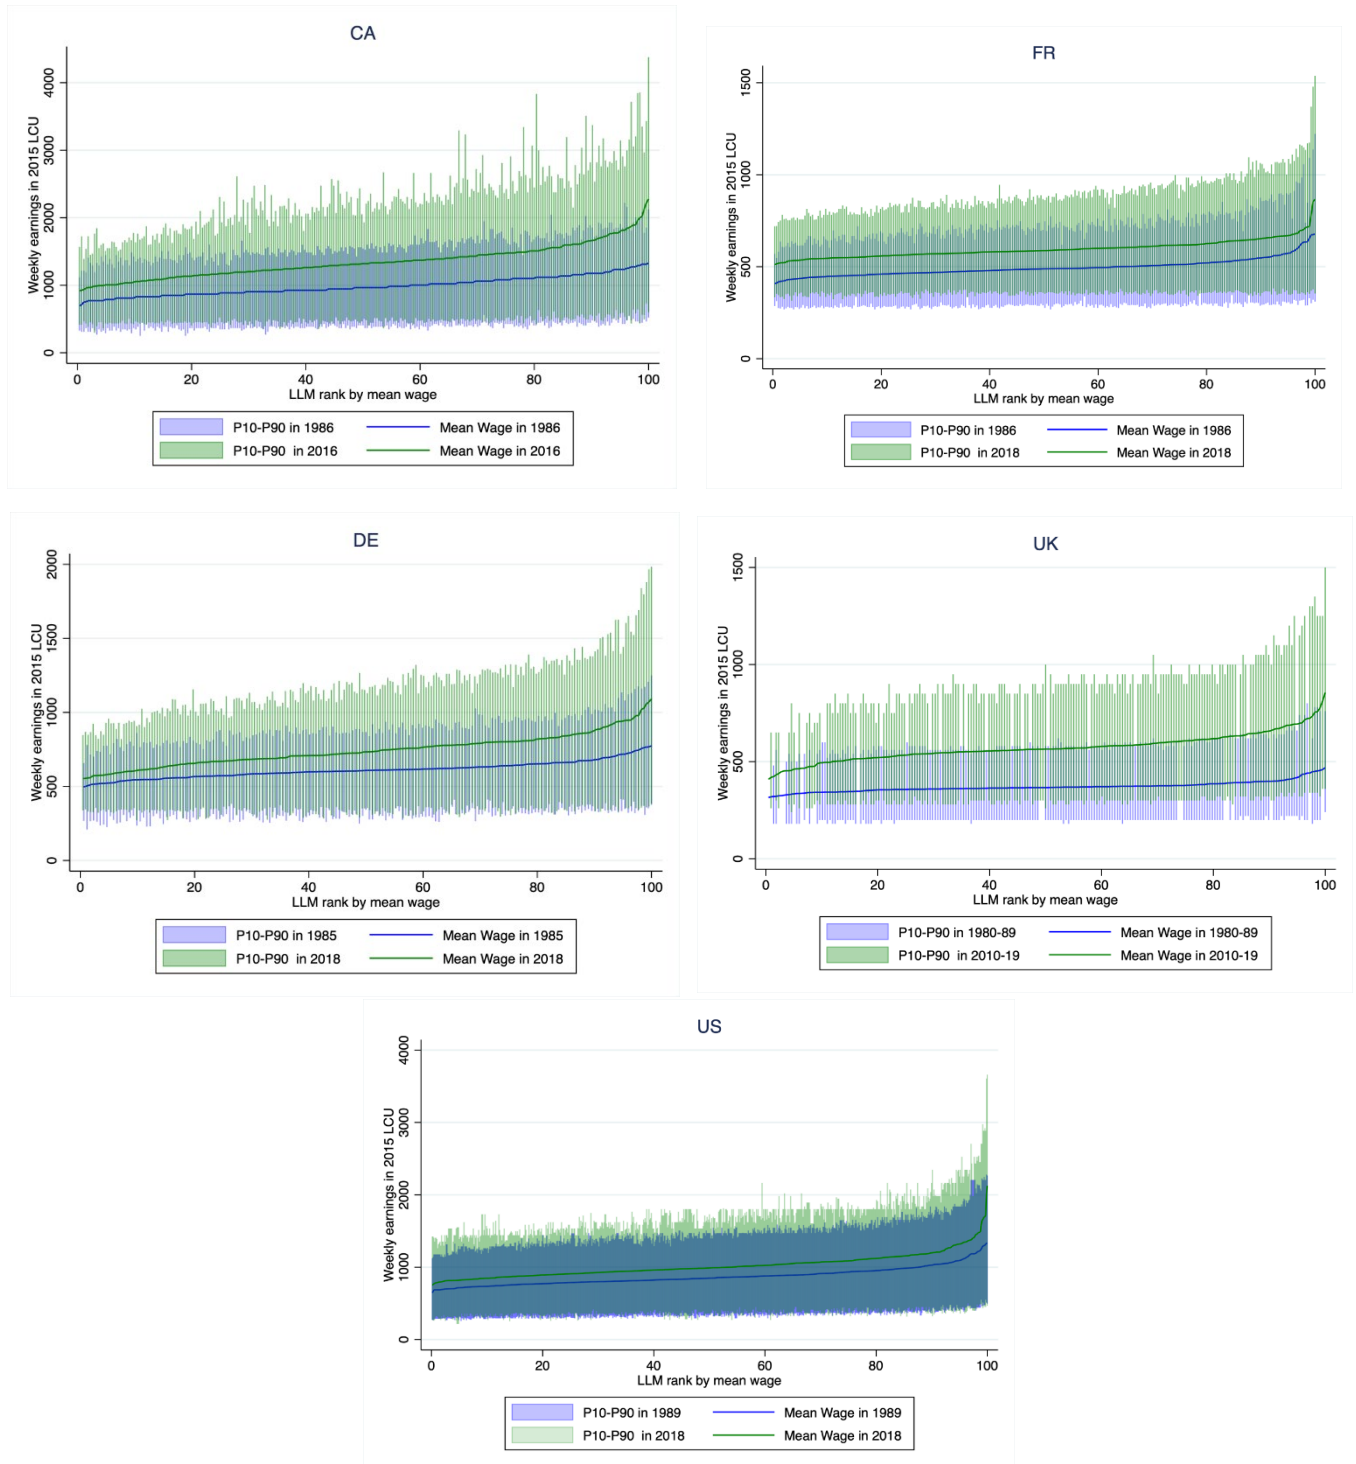 CA
Weekly earnings in 2015 LCU
4000
3000
2000
1000
0
0 20 40 60 80 100
LLM rank by mean wage
P10-P90 in 1986 Mean Wage in 1986
P10-P90 in 2016 Mean Wage in 2016
FR
Weekly earnings in 2015 LCU
1500
1000
500
0
0 20 40 60 80 100
LLM rank by mean wage
P10-P90 in 1986 Mean Wage in 1986
P10-P90 in 2018 Mean Wage in 2018
DE
Weekly earnings in 2015 LCU
2000
1500
1000
500
0
0 20 40 60 80 100
LLM rank by mean wage
P10-P90 in 1985 Mean Wage in 1985
P10-P90 in 2018 Mean Wage in 2018
UK
Weekly earnings in 2015 LCU
1500
1000
500
0
0 20 40 60 80 100
LLM rank by mean wage
P10-P90 in 1980-89 Mean Wage in 1980-89
P10-P90 in 2010-19 Mean Wage in 2010-19
US
Weekly earnings in 2015 LCU
4000
3000
2000
1000
0
0 20 40 60 80 100
LLM rank by mean wage
P10-P90 in 1989 Mean Wage in 1989
P10-P90 in 2018 Mean Wage in 2018